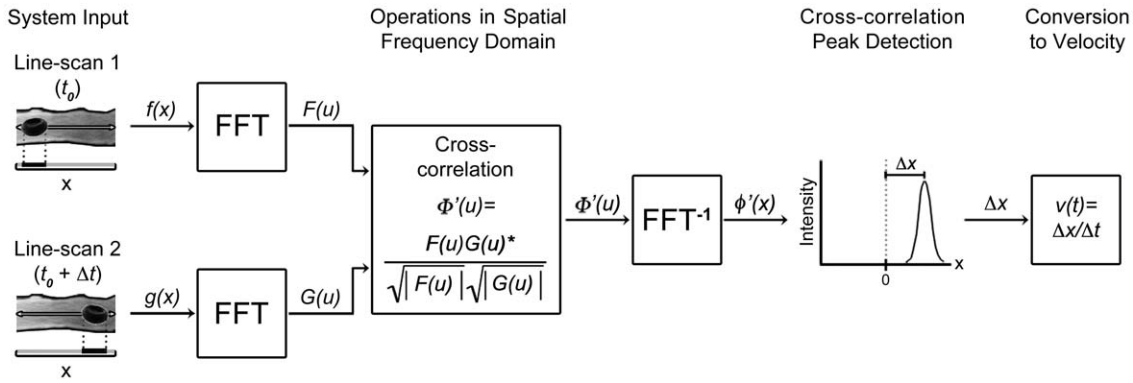 System Input
Operations in Spatial
Frequency Domain
Cross-correlation
Peak Detection
Conversion
to Velocity
Line-scan 1
(t₀)
x
f(x)
FFT
F(u)
Line-scan 2
(t₀ + Δt)
x
g(x)
FFT
G(u)
Cross-
correlation
Φ'(u)=
F(u)G(u)*
√|F(u)|√|G(u)|
Φ'(u)
FFT⁻¹
ϕ'(x)
Intensity
Δx
0
x
Δx
v(t)=
Δx/Δt